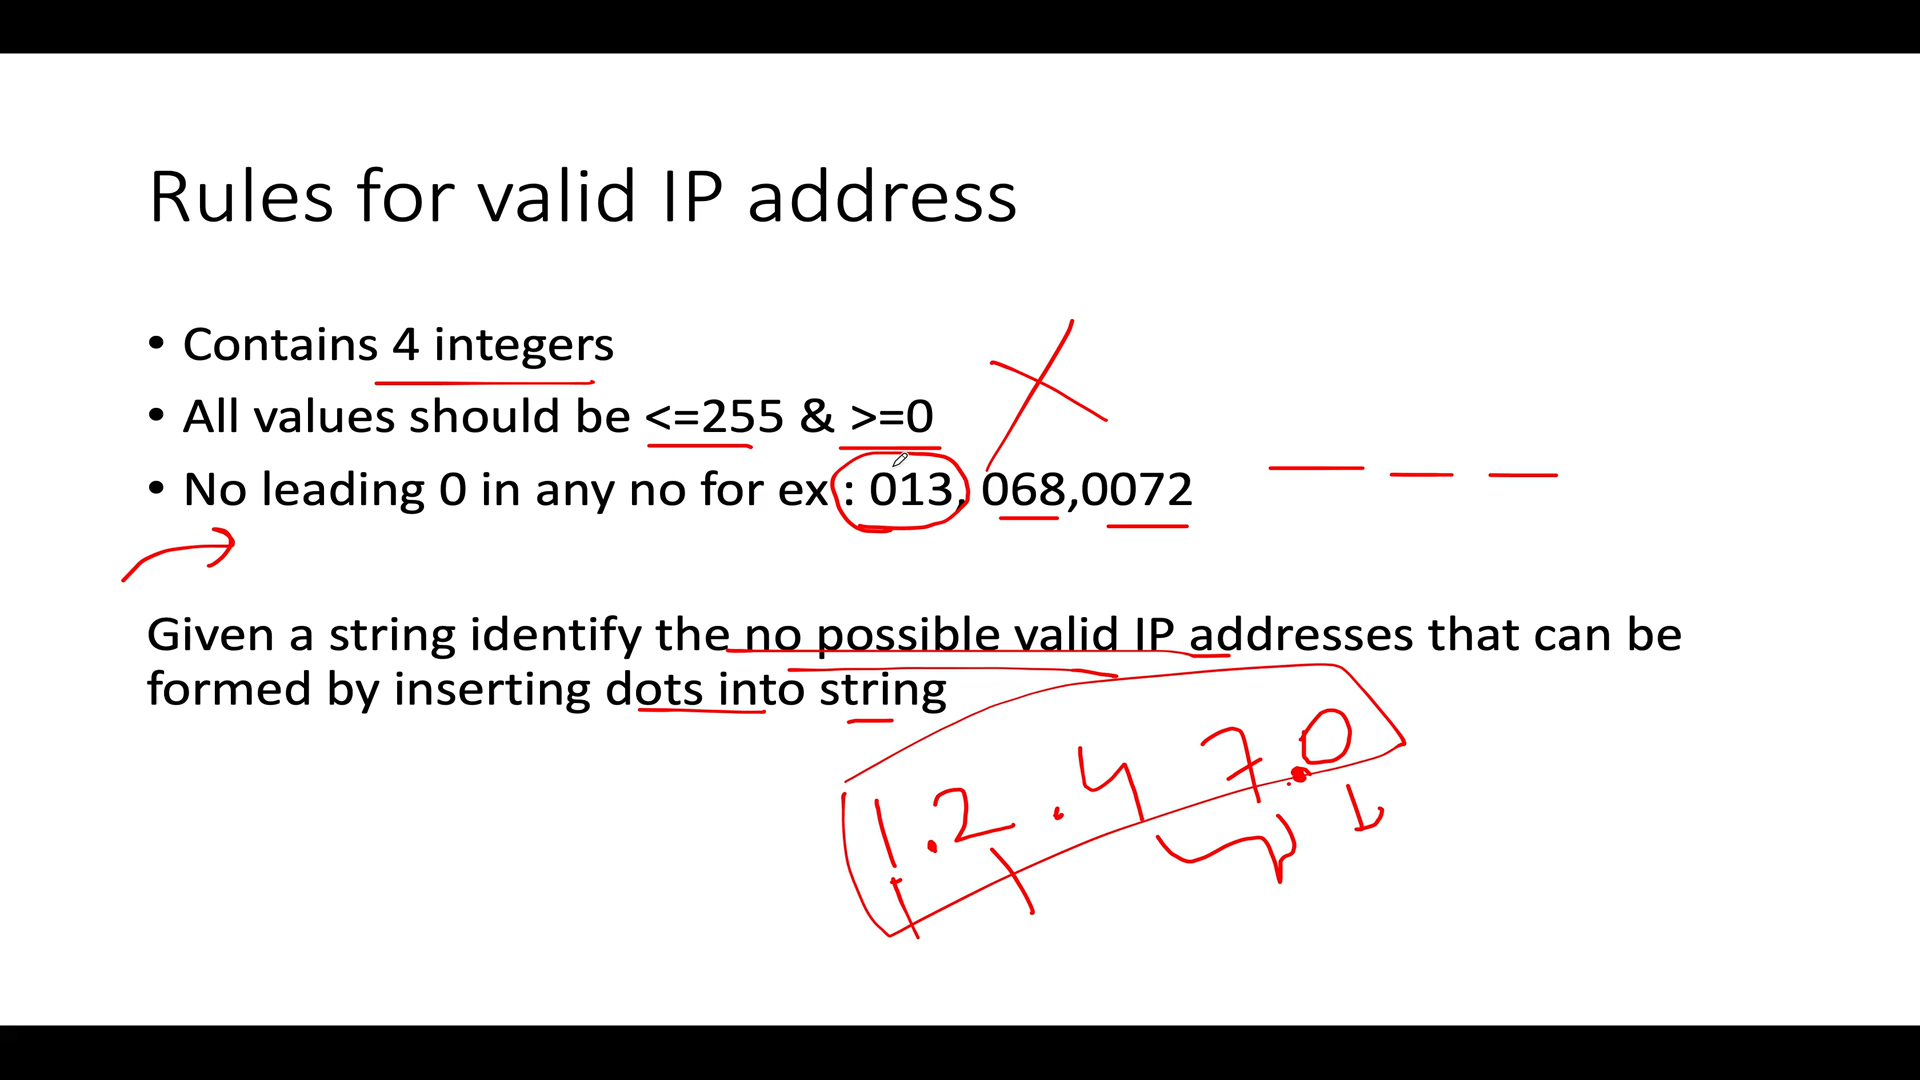 Rules for valid IP address
• Contains 4 integers
• All values should be <=255 & >=0
• No leading 0 in any no for ex : 013, 068,0072
Given a string identify the no possible valid IP addresses that can be
formed by inserting dots into string
1.2.47.0